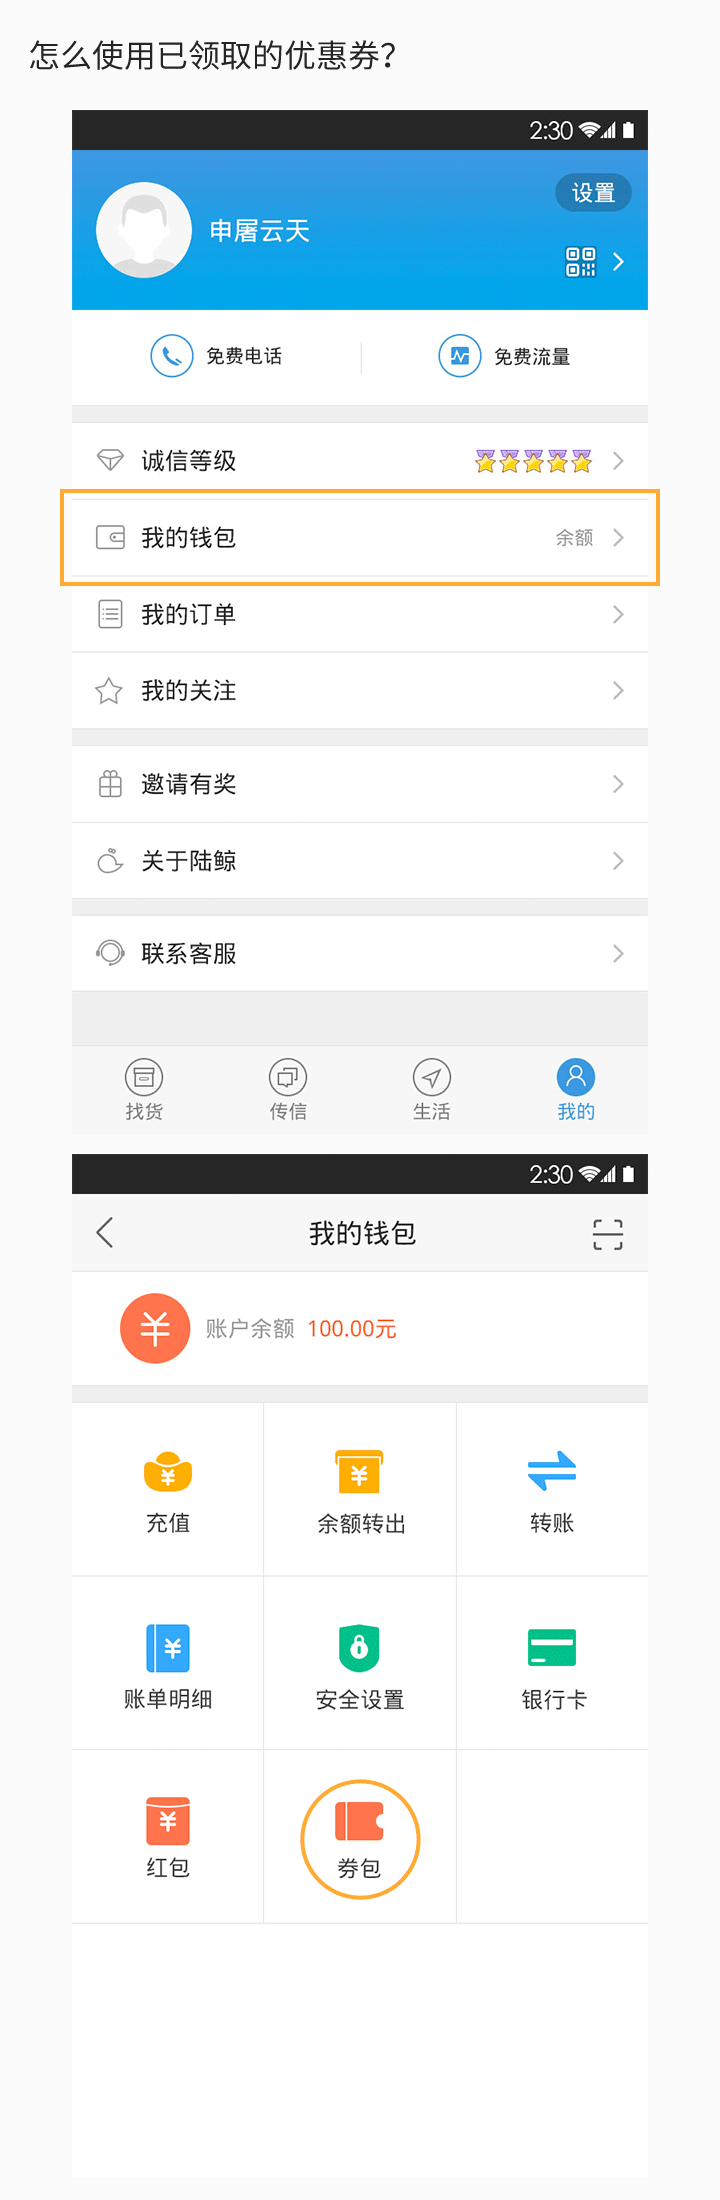 怎么使用已领取的优惠券?
2:30
设置
申屠云天
免费电话 免费流量
诚信等级
我的钱包 余额
我的订单
我的关注
邀请有奖
关于陆鲸
联系客服
找货 传信 生活 我的
2:30
我的钱包
¥ 账户余额 100.00元
¥ ¥
充值 余额转出 转账
¥
账单明细 安全设置 银行卡
¥
红包 券包